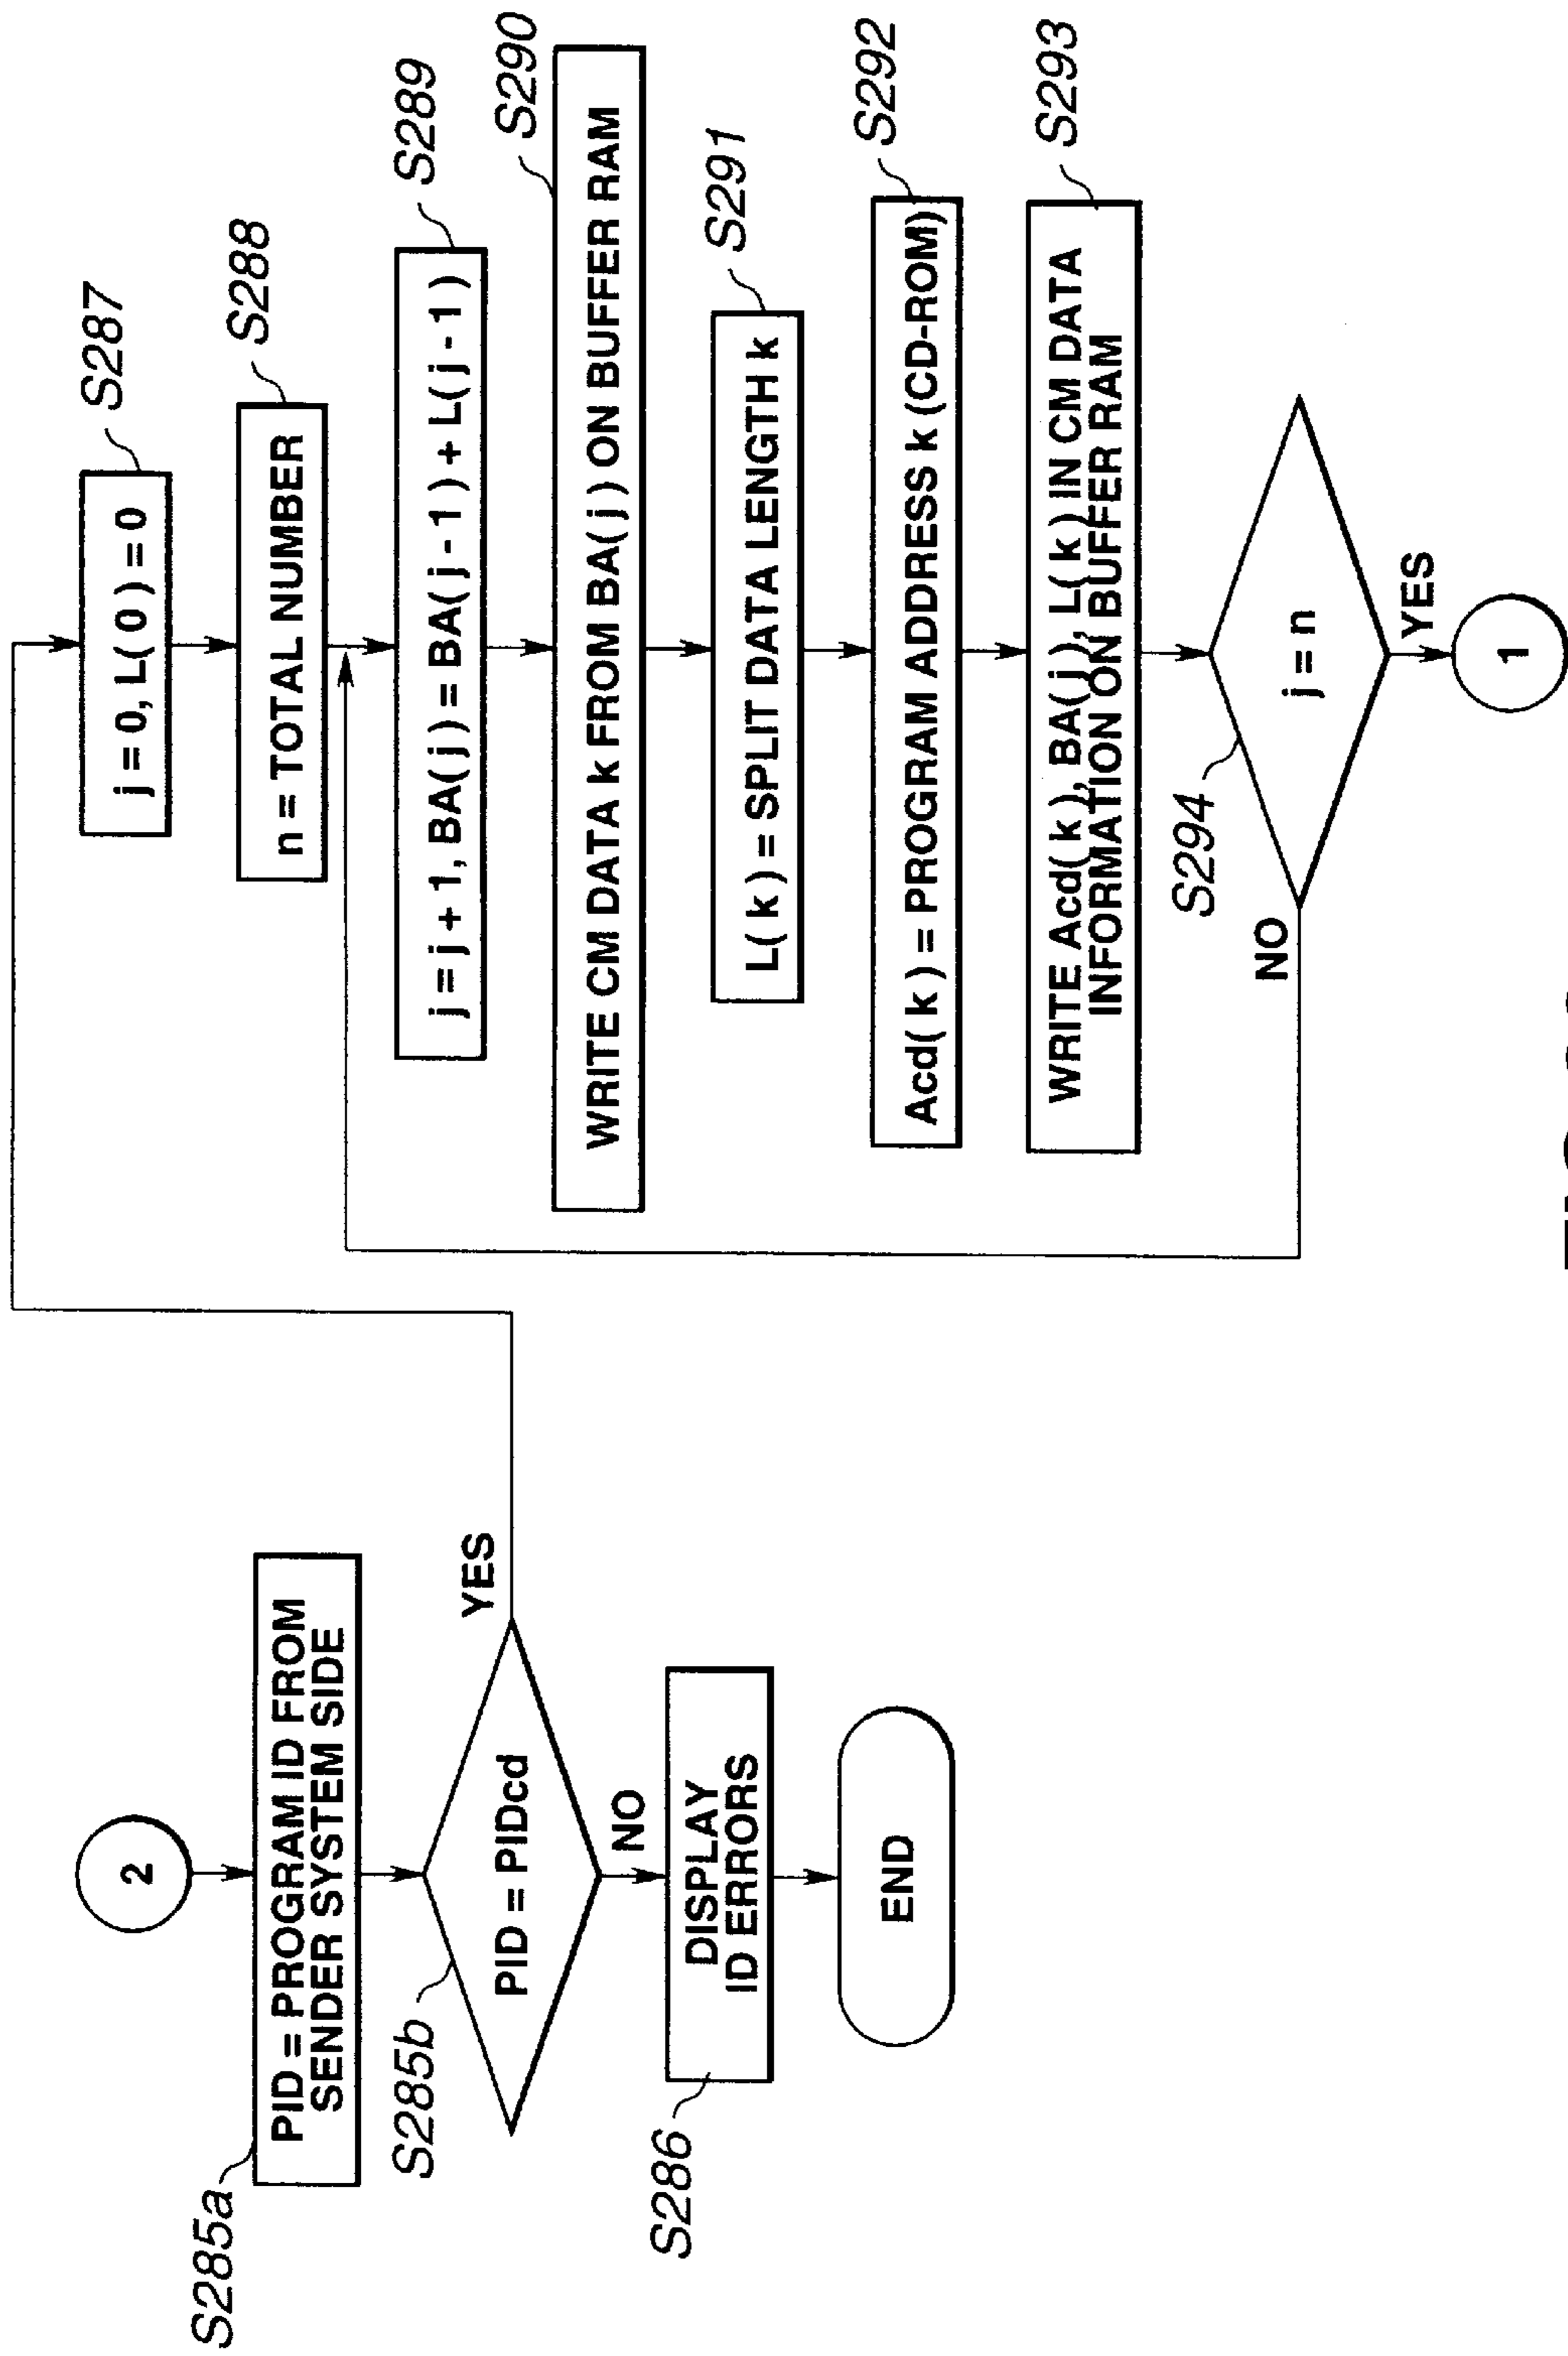 2
S285a
PID = PROGRAM ID FROM
SENDER SYSTEM SIDE
S285b
PID = PIDcd
YES
NO
S286
DISPLAY
ID ERRORS
END
S287
j = 0, L( 0 ) = 0
S288
n = TOTAL NUMBER
S289
j = j + 1, BA( j ) = BA( j - 1 ) + L( j - 1 )
S290
WRITE CM DATA k FROM BA( j ) ON BUFFER RAM
S291
L( k ) = SPLIT DATA LENGTH k
S292
Acd( k ) = PROGRAM ADDRESS k (CD-ROM)
S293
WRITE Acd( k ), BA( j ), L( k ) IN CM DATA
INFORMATION ON BUFFER RAM
S294
j = n
NO
YES
1